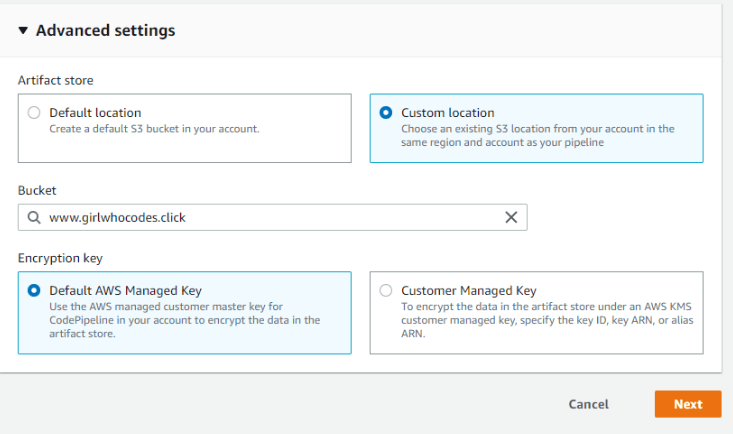 Advanced settings
Artifact store
Default location
Create a default S3 bucket in your account.
Custom location
Choose an existing S3 location from your account in the
same region and account as your pipeline
Bucket
www.girlwhocodes.click
Encryption key
Default AWS Managed Key
Use the AWS managed customer master key for
CodePipeline in your account to encrypt the data in the
artifact store.
Customer Managed Key
To encrypt the data in the artifact store under an AWS KMS
customer managed key, specify the key ID, key ARN, or alias
ARN.
Cancel
Next